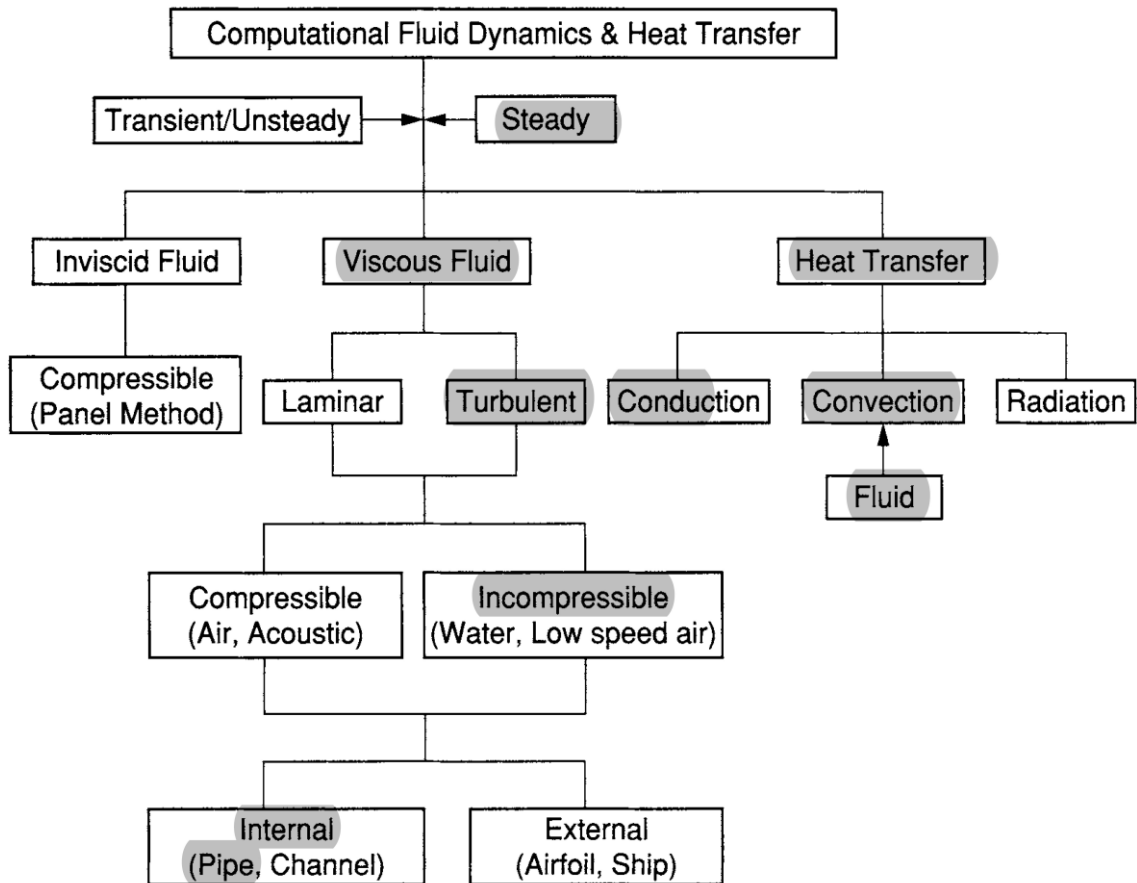 Computational Fluid Dynamics & Heat Transfer
Transient/Unsteady
Steady
Inviscid Fluid
Viscous Fluid
Heat Transfer
Compressible
(Panel Method)
Laminar
Turbulent
Conduction
Convection
Radiation
Fluid
Compressible
(Air, Acoustic)
Incompressible
(Water, Low speed air)
Internal
(Pipe, Channel)
External
(Airfoil, Ship)